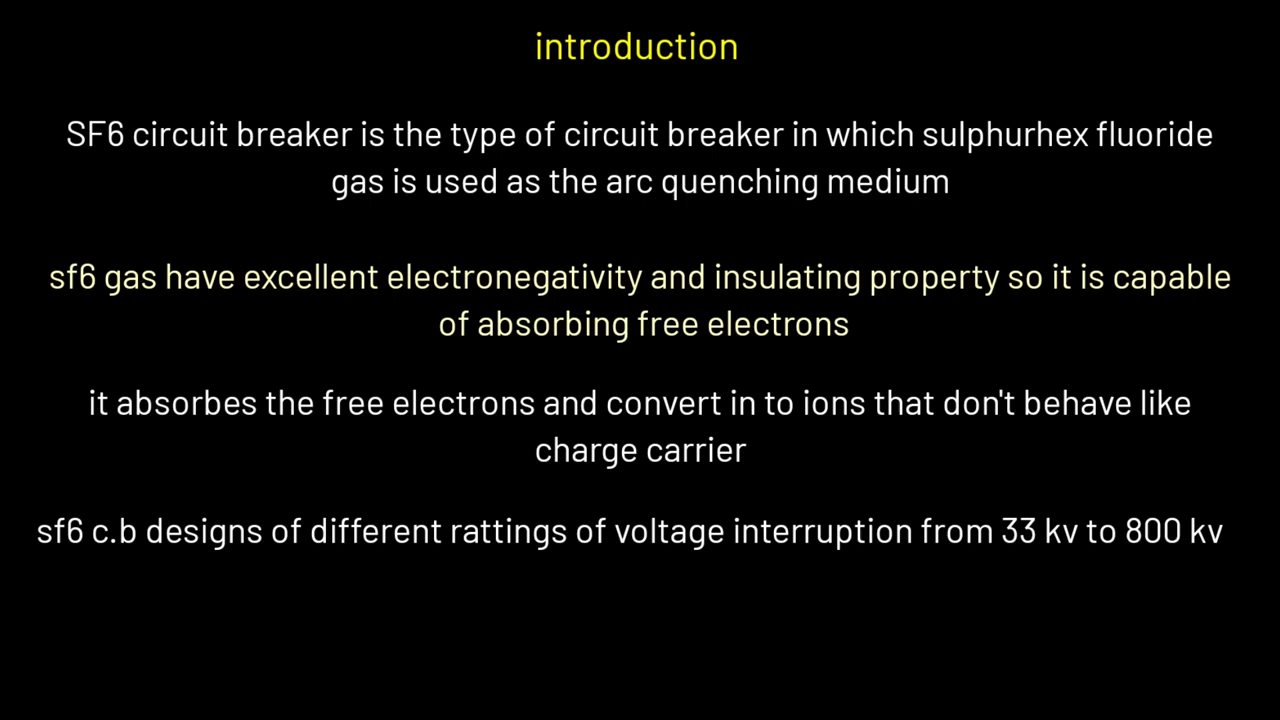 introduction
SF6 circuit breaker is the type of circuit breaker in which sulphurhex fluoride
gas is used as the arc quenching medium
sf6 gas have excellent electronegativity and insulating property so it is capable
of absorbing free electrons
it absorbes the free electrons and convert in to ions that don't behave like
charge carrier
sf6 c.b designs of different rattings of voltage interruption from 33 kv to 800 kv